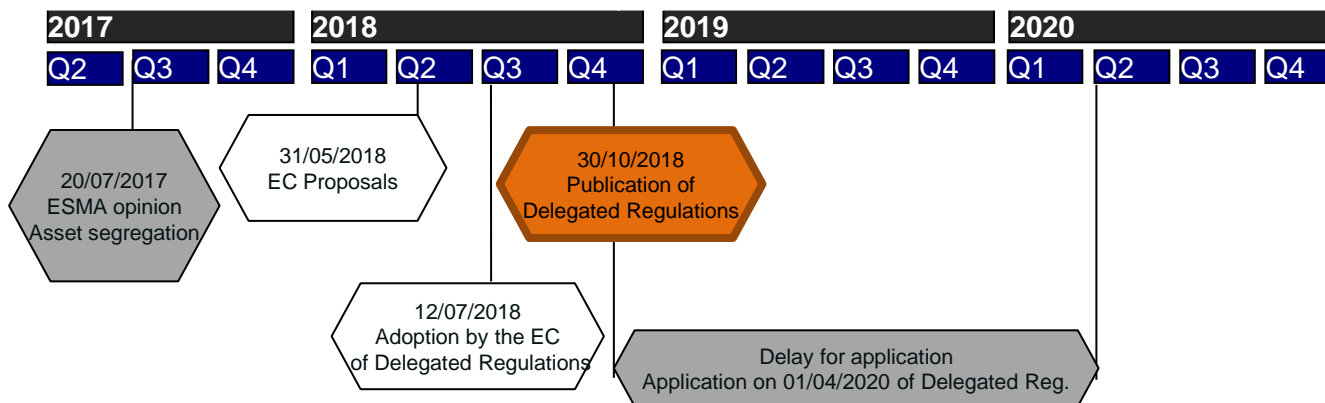 2017 2018 2019 2020
Q2 Q3 Q4 Q1 Q2 Q3 Q4 Q1 Q2 Q3 Q4 Q1 Q2 Q3 Q4
20/07/2017
ESMA opinion
Asset segregation
31/05/2018
EC Proposals
30/10/2018
Publication of
Delegated Regulations
12/07/2018
Adoption by the EC
of Delegated Regulations
Delay for application
Application on 01/04/2020 of Delegated Reg.